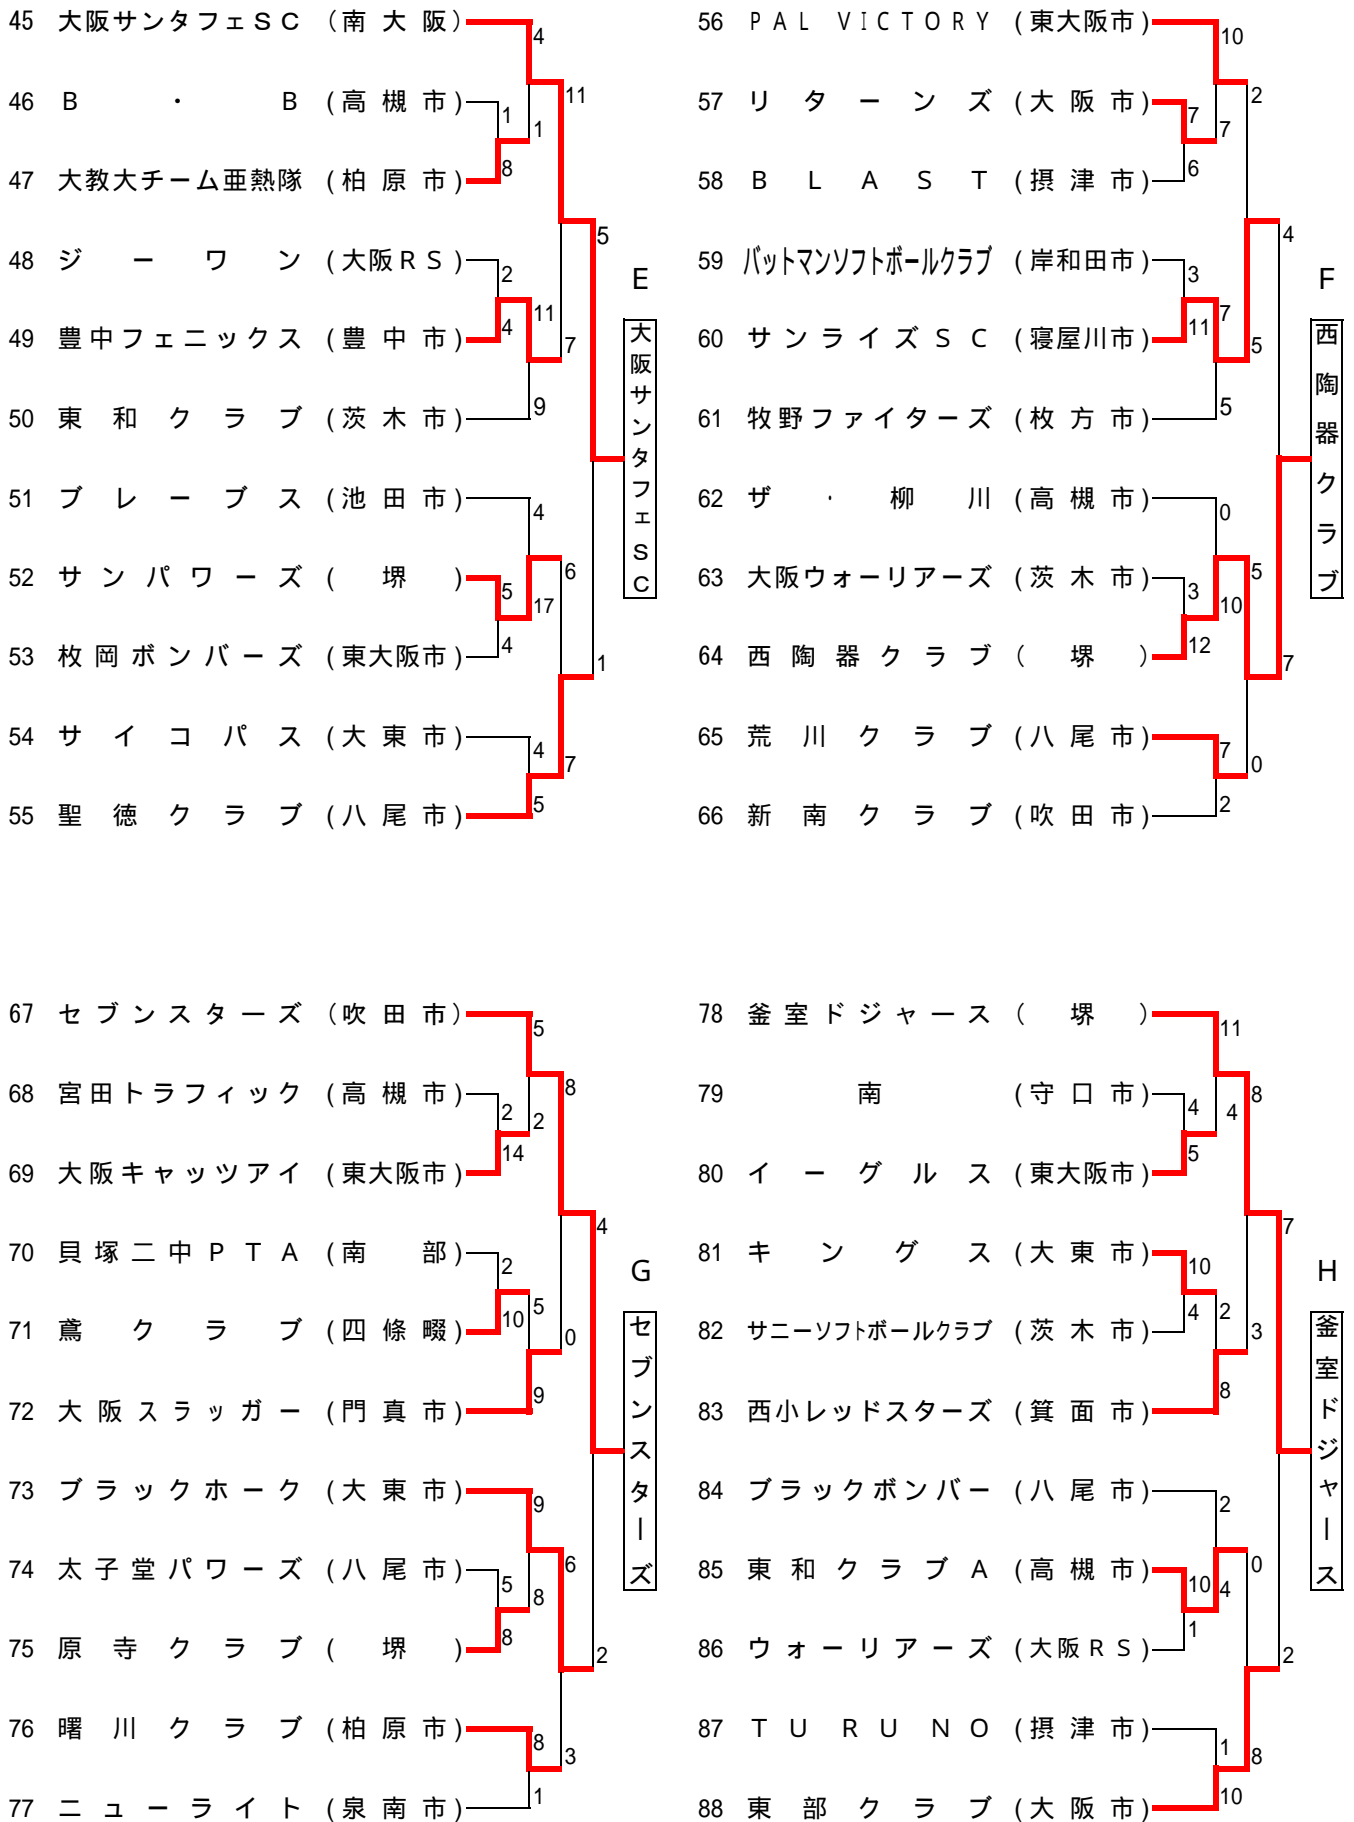 45 大阪サンタフェＳＣ (南大阪)
4
46 Ｂ・Ｂ (高槻市)
11
1
1
47 大教大チーム亜熱隊 (柏原市)
8
5
48 ジーワン (大阪ＲＳ)
2
11
49 豊中フェニックス (豊中市)
4
7
50 東和クラブ (茨木市)
9
E
大阪サンタフェＳＣ
51 ブレーブス (池田市)
4
52 サンパワーズ (堺)
5
17
6
53 枚岡ボンバーズ (東大阪市)
4
1
54 サイコパス (大東市)
4
7
55 聖徳クラブ (八尾市)
5
56 ＰＡＬ ＶＩＣＴＯＲＹ (東大阪市)
10
57 リターンズ (大阪市)
7
7
2
58 ＢＬＡＳＴ (摂津市)
6
4
59 バットマンソフトボールクラブ (岸和田市)
3
7
60 サンライズＳＣ (寝屋川市)
11
5
61 牧野ファイターズ (枚方市)
5
F
西陶器クラブ
62 ザ・柳川 (高槻市)
0
63 大阪ウォーリアーズ (茨木市)
3
10
5
64 西陶器クラブ (堺)
12
7
65 荒川クラブ (八尾市)
7
0
66 新南クラブ (吹田市)
2
67 セブンスターズ (吹田市)
5
68 宮田トラフィック (高槻市)
2
2
8
69 大阪キャッツアイ (東大阪市)
14
4
70 貝塚二中ＰＴＡ (南部)
2
5
71 鳶クラブ (四條畷)
10
0
72 大阪スラッガー (門真市)
9
G
セブンスターズ
73 ブラックホーク (大東市)
9
74 太子堂パワーズ (八尾市)
5
8
6
75 原寺クラブ (堺)
8
2
76 曙川クラブ (柏原市)
8
3
77 ニューライト (泉南市)
1
78 釜室ドジャース (堺)
11
79 南 (守口市)
4
4
8
80 イーグルス (東大阪市)
5
7
81 キングス (大東市)
10
2
82 サニーソフトボールクラブ (茨木市)
4
3
83 西小レッドスターズ (箕面市)
8
H
釜室ドジャース
84 ブラックボンバー (八尾市)
2
85 東和クラブＡ (高槻市)
10
4
0
86 ウォーリアーズ (大阪ＲＳ)
1
2
87 ＴＵＲＵＮＯ (摂津市)
1
8
88 東部クラブ (大阪市)
10